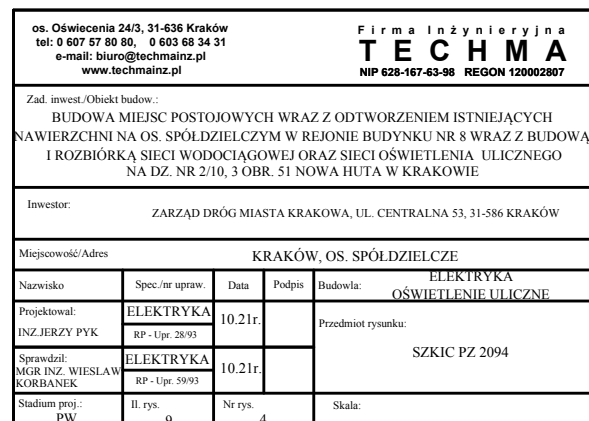 os. Oświecenia 24/3, 31-636 Kraków
tel: 0 607 57 80 80, 0 603 68 34 31
e-mail: biuro@techmainz.pl
www.techmainz.pl
Firma Inżynieryjna
TECHMA
NIP 628-167-63-98 REGON 120002807
Zad. inwest./Obiekt budow.:
BUDOWA MIEJSC POSTOJOWYCH WRAZ Z ODTWORZENIEM ISTNIEJĄCYCH
NAWIERZCHNI NA OS. SPÓŁDZIELCZYM W REJONIE BUDYNKU NR 8 WRAZ Z BUDOWĄ
I ROZBIÓRKĄ SIECI WODOCIĄGOWEJ ORAZ SIECI OŚWIETLENIA ULICZNEGO
NA DZ. NR 2/10, 3 OBR. 51 NOWA HUTA W KRAKOWIE
Inwestor:
ZARZĄD DRÓG MIASTA KRAKOWA, UL. CENTRALNA 53, 31-586 KRAKÓW
Miejscowość/Adres KRAKÓW, OS. SPÓŁDZIELCZE
Nazwisko Spec./nr upraw. Data Podpis Budowla: ELEKTRYKA
OŚWIETLENIE ULICZNE
Projektował: ELEKTRYKA 10.21r.
INZ.JERZY PYK RP - Upr. 28/93
Przedmiot rysunku:
SZKIC PZ 2094
Sprawdził: ELEKTRYKA 10.21r.
MGR INZ. WIESLAW
KORBANEK RP - Upr. 59/93
Stadium proj.: Il. rys. Nr rys. Skala:
PW 9 4